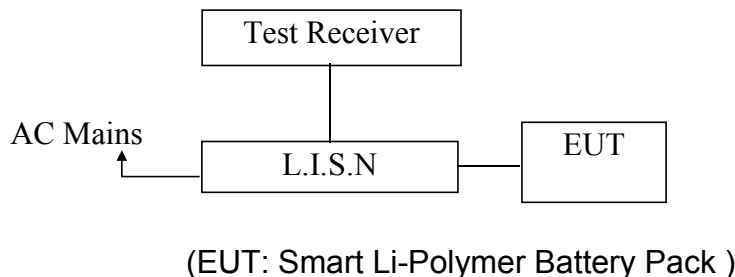 Test Receiver
AC Mains
L.I.S.N
EUT
(EUT: Smart Li-Polymer Battery Pack )